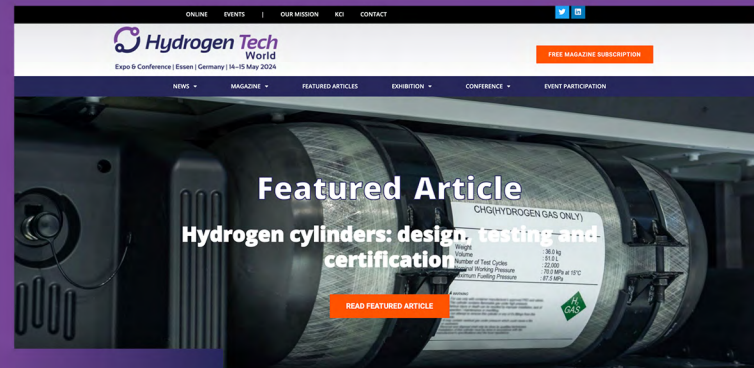 ONLINE EVENTS | OUR MISSION KCI CONTACT
Hydrogen Tech
World
Expo & Conference | Essen | Germany | 14–15 May 2024
FREE MAGAZINE SUBSCRIPTION
NEWS MAGAZINE FEATURED ARTICLES EXHIBITION CONFERENCE EVENT PARTICIPATION
Featured Article
CHG(HYDROGEN GAS ONLY)
Hydrogen cylinders: design, testing and
certification
Weight : 36.0 kg
Volume : 51.0 L
Number of Test Cycles : 22,000
Nominal Working Pressure : 70.0 MPa at 15°C
Maximum Fuelling Pressure : 87.5 MPa
H₂
GAS
READ FEATURED ARTICLE